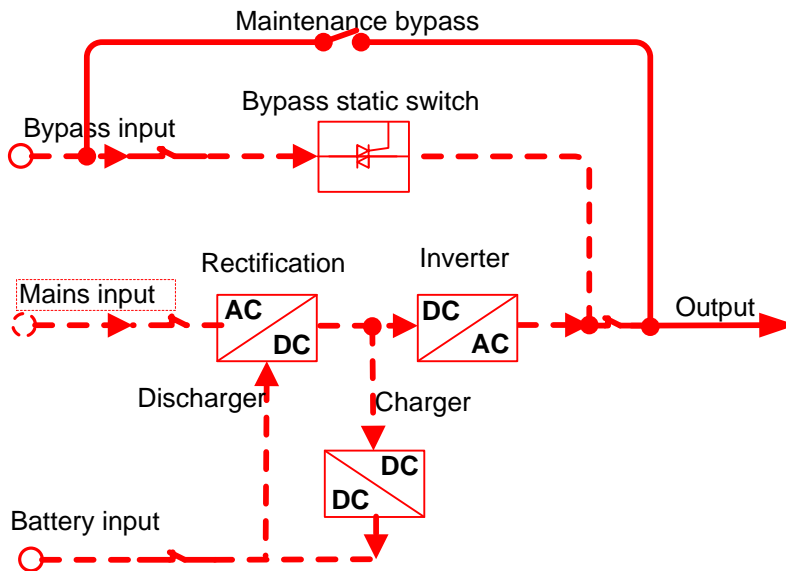 Maintenance bypass
Bypass static switch
Bypass input
Rectification
Inverter
Mains input
AC
DC
DC
AC
Output
Discharger
Charger
DC
DC
Battery input